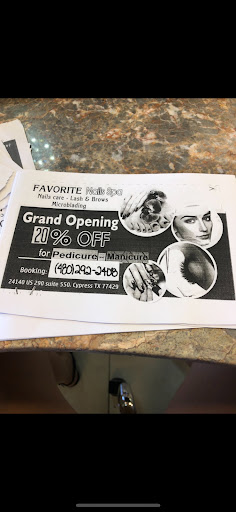 FAVORITE Nails Spa
Nails care - Lash & Brows
Microblading
Grand Opening
20% OFF
for Pedicure - Manicure
Booking: (480)292-2408
24140 US 290 suite 550. Cypress TX 77429